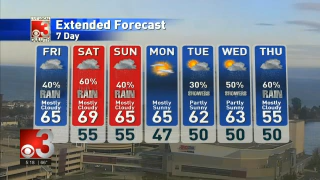 3
Extended Forecast
7 Day
FRI SAT SUN MON TUE WED THU
40% 60% 40% 30% 50% 60%
RAIN RAIN RAIN SHOWERS SHOWERS RAIN
Mostly Cloudy Mostly Cloudy Mostly Cloudy Mostly Sunny Partly Sunny Partly Sunny Mostly Cloudy
65 69 65 65 62 63 55
55 55 47 50 50 50
3